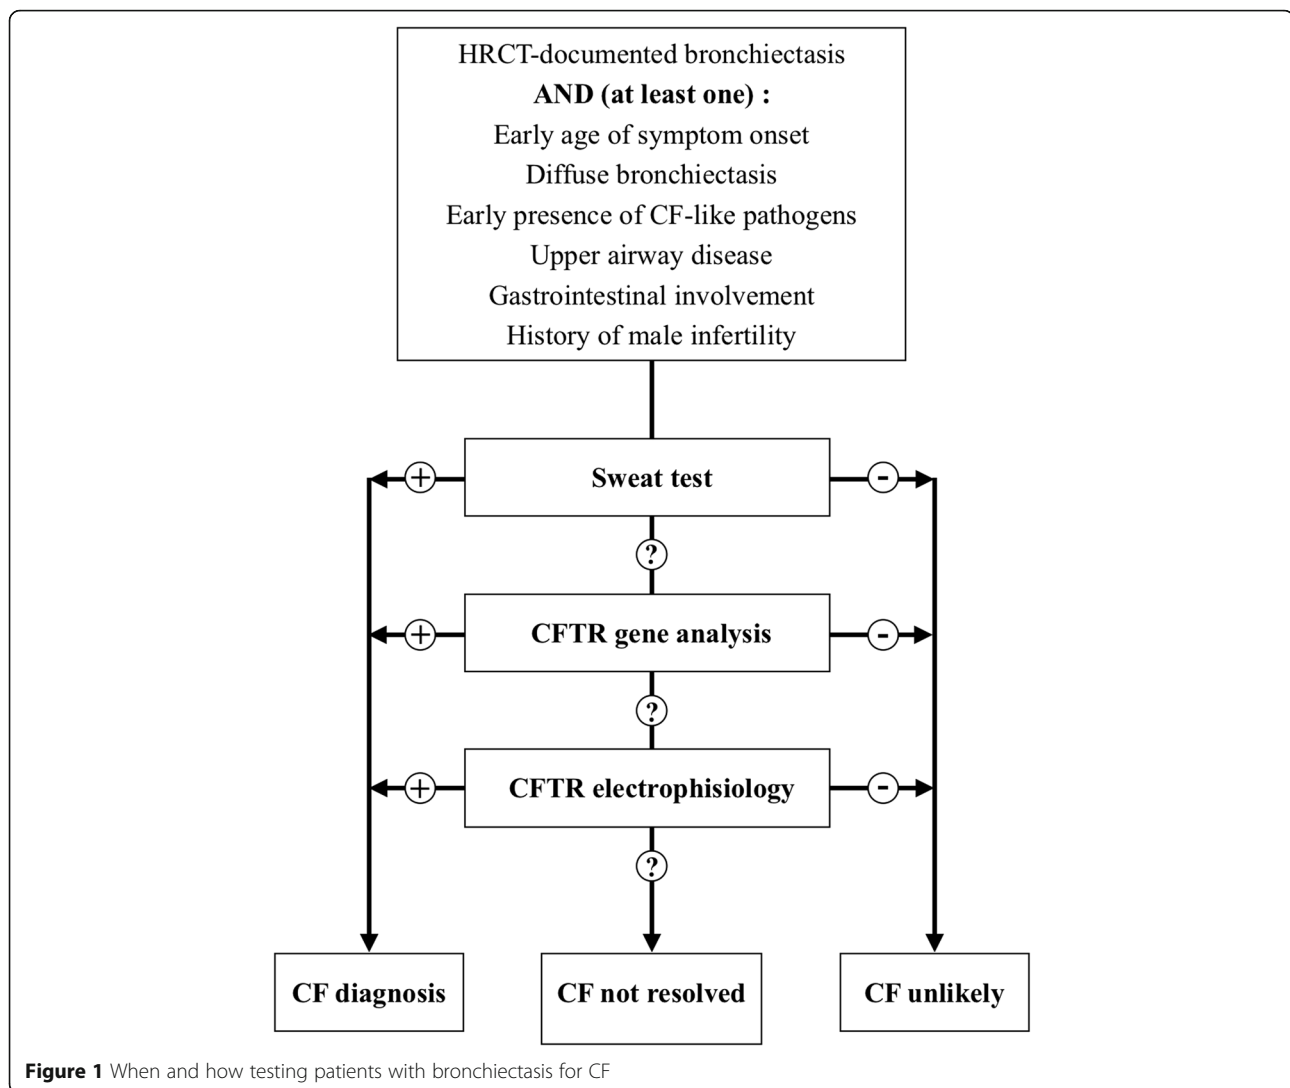 HRCT-documented bronchiectasis
AND (at least one) :
Early age of symptom onset
Diffuse bronchiectasis
Early presence of CF-like pathogens
Upper airway disease
Gastrointestinal involvement
History of male infertility
+ Sweat test -
?
+ CFTR gene analysis -
?
+ CFTR electrophisiology -
?
CF diagnosis CF not resolved CF unlikely
Figure 1 When and how testing patients with bronchiectasis for CF